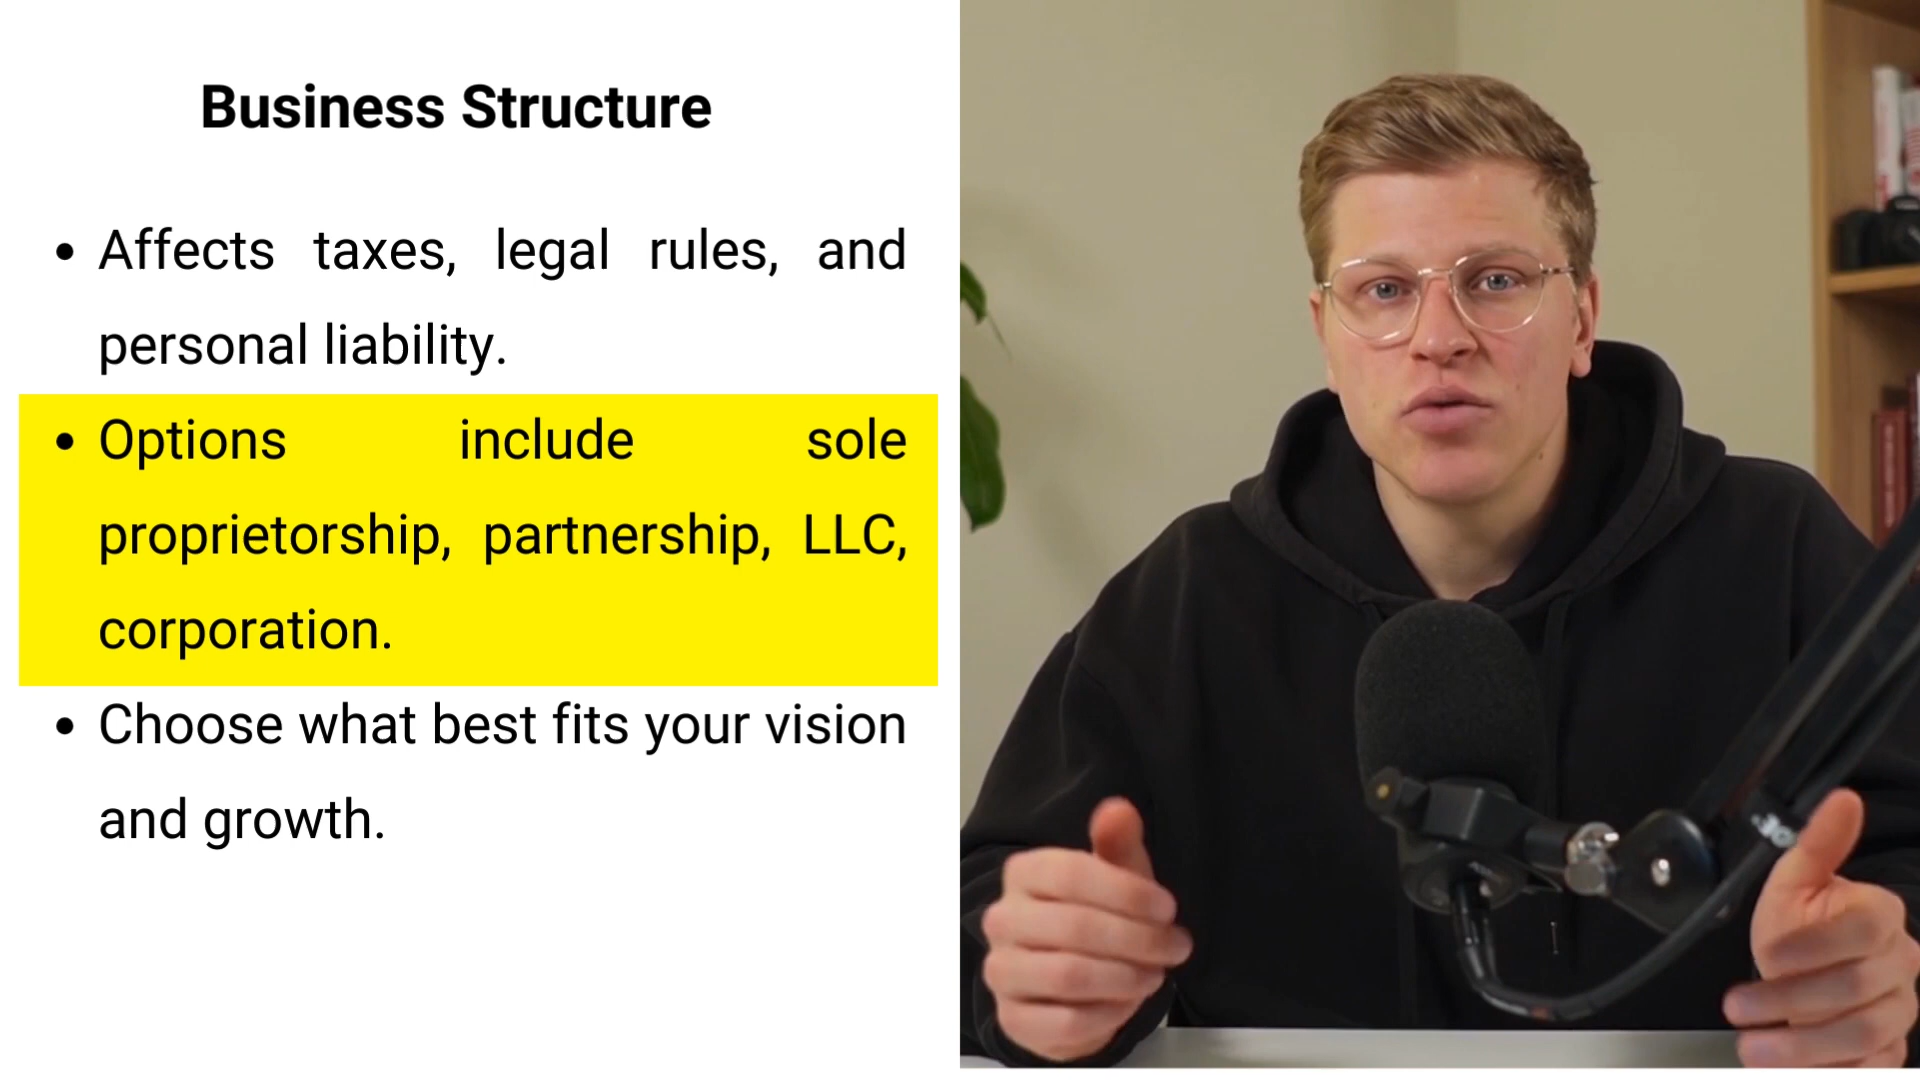 Business Structure
• Affects taxes, legal rules, and
personal liability.
• Options include sole
proprietorship, partnership, LLC,
corporation.
• Choose what best fits your vision
and growth.